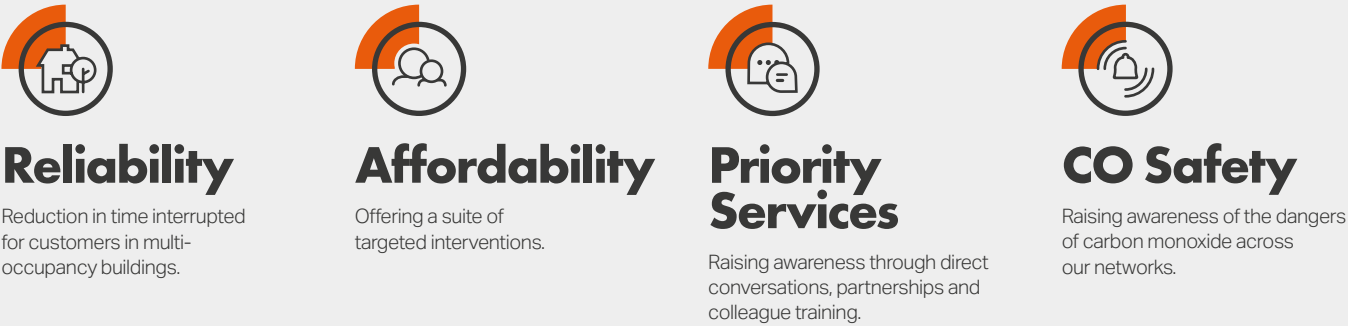 Reliability
Reduction in time interrupted
for customers in multi-
occupancy buildings.
Affordability
Offering a suite of
targeted interventions.
Priority
Services
Raising awareness through direct
conversations, partnerships and
colleague training.
CO Safety
Raising awareness of the dangers
of carbon monoxide across
our networks.